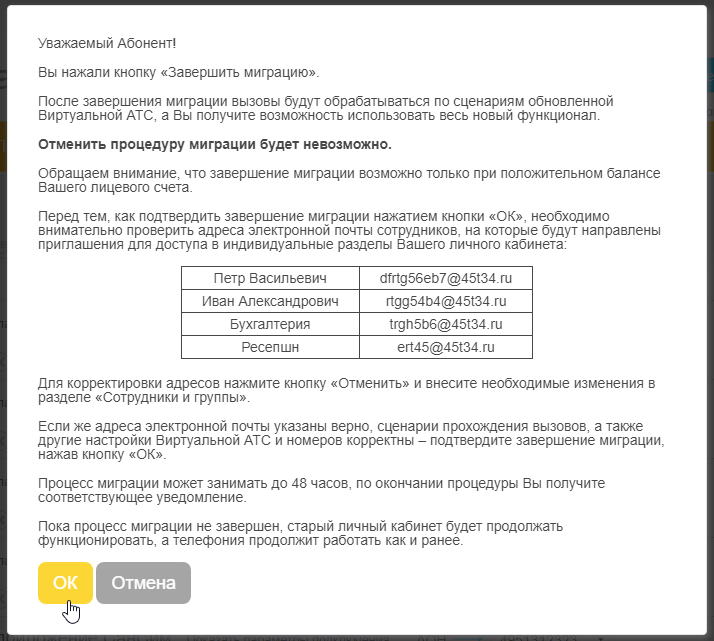 Уважаемый Абонент!
Вы нажали кнопку «Завершить миграцию».
После завершения миграции вызовы будут обрабатываться по сценариям обновленной
Виртуальной АТС, а Вы получите возможность использовать весь новый функционал.
Отменить процедуру миграции будет невозможно.
Обращаем внимание, что завершение миграции возможно только при положительном балансе
Вашего лицевого счета.
Перед тем, как подтвердить завершение миграции нажатием кнопки «ОК», необходимо
внимательно проверить адреса электронной почты сотрудников, на которые будут направлены
приглашения для доступа в индивидуальные разделы Вашего личного кабинета:
Петр Васильевич dfrtg56eb7@45t34.ru
Иван Александрович rtgg54b4@45t34.ru
Бухгалтерия trgh5b6@45t34.ru
Ресепшн ert45@45t34.ru
Для корректировки адресов нажмите кнопку «Отменить» и внесите необходимые изменения в
разделе «Сотрудники и группы».
Если же адреса электронной почты указаны верно, сценарии прохождения вызовов, а также
другие настройки Виртуальной АТС и номеров корректны – подтвердите завершение миграции,
нажав кнопку «ОК».
Процесс миграции может занимать до 48 часов, по окончании процедуры Вы получите
соответствующее уведомление.
Пока процесс миграции не завершен, старый личный кабинет будет продолжать
функционировать, а телефония продолжит работать как и ранее.
ОК Отмена